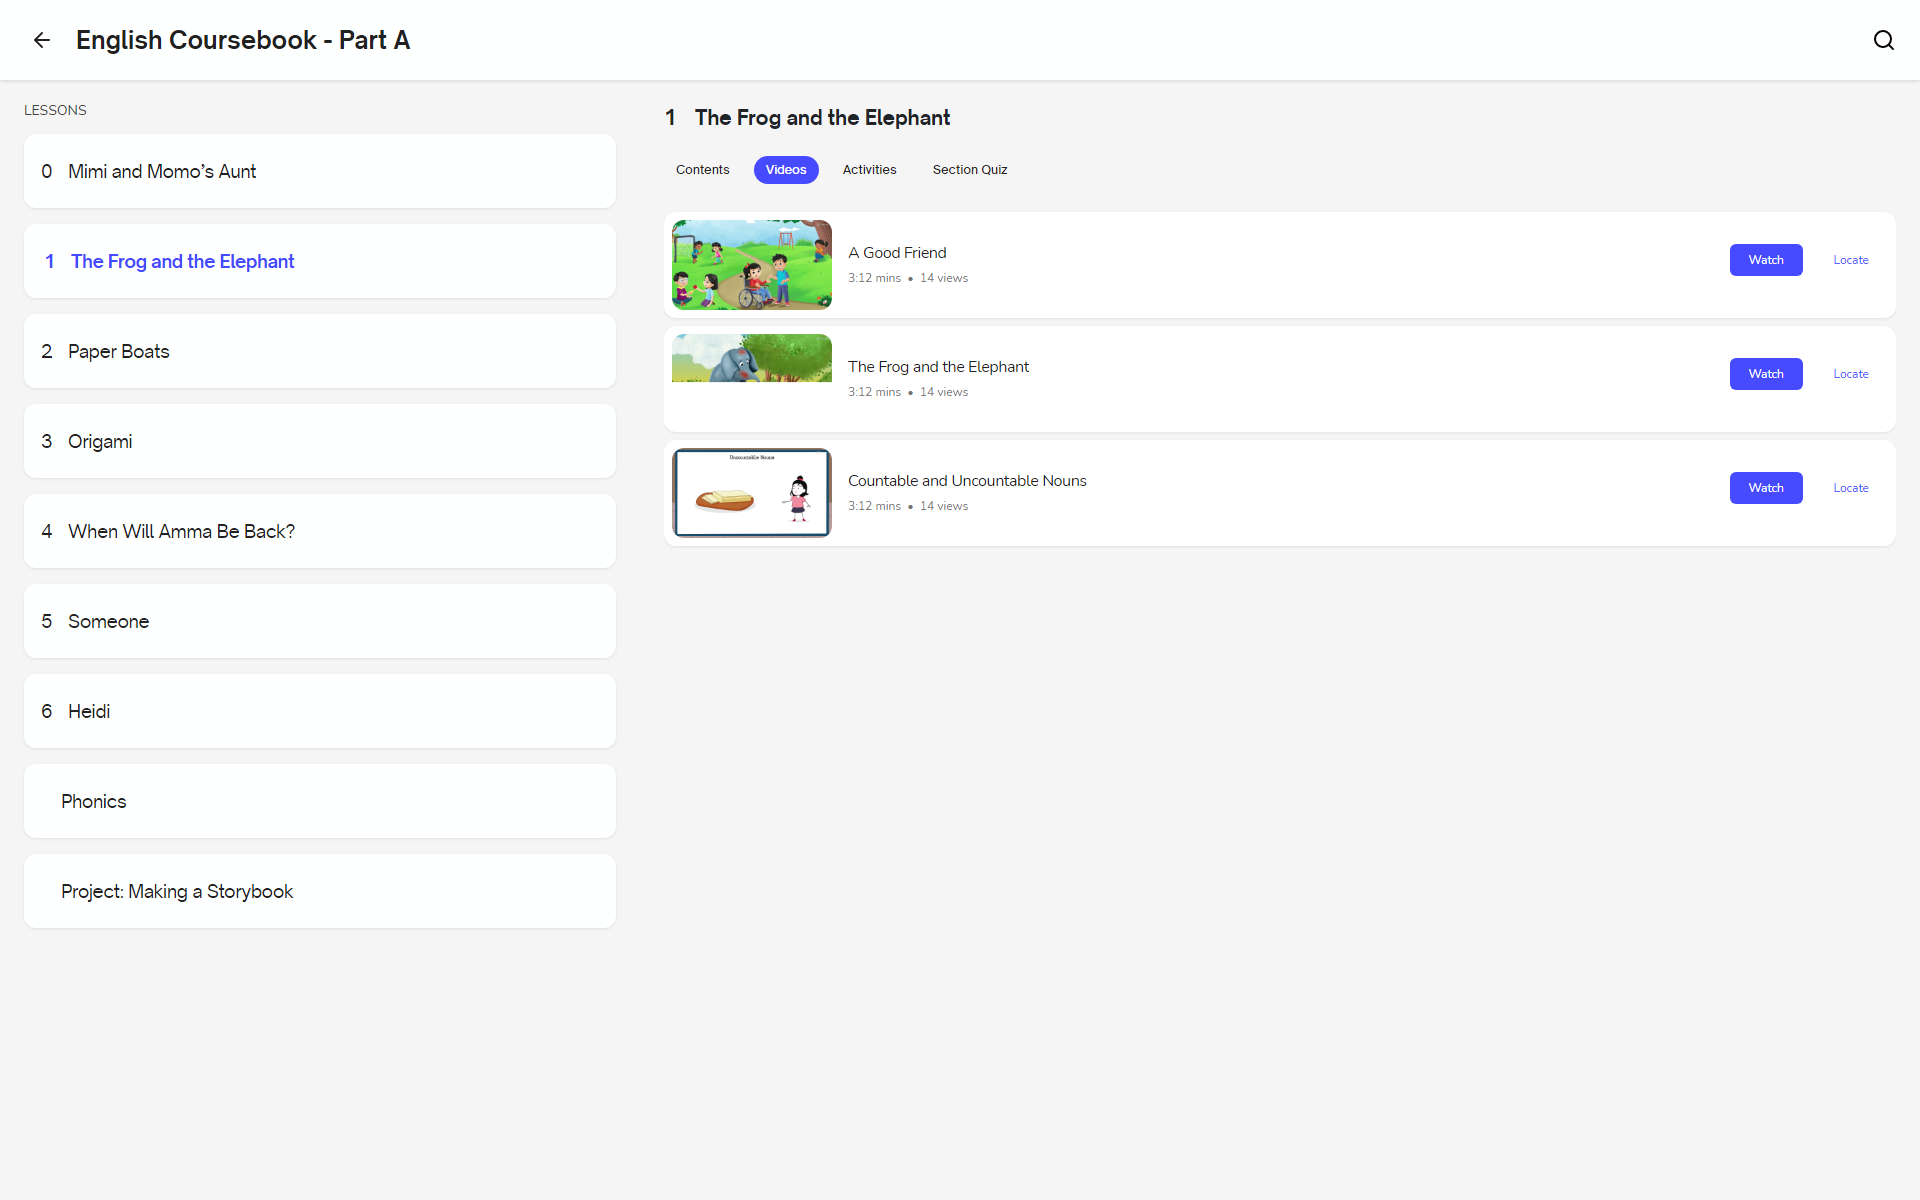 English Coursebook - Part A
LESSONS
0 Mimi and Momo’s Aunt
1 The Frog and the Elephant
2 Paper Boats
3 Origami
4 When Will Amma Be Back?
5 Someone
6 Heidi
Phonics
Project: Making a Storybook
1 The Frog and the Elephant
Contents Videos Activities Section Quiz
A Good Friend
3:12 mins • 14 views
Watch Locate
The Frog and the Elephant
3:12 mins • 14 views
Watch Locate
Uncountable Nouns
Countable and Uncountable Nouns
3:12 mins • 14 views
Watch Locate